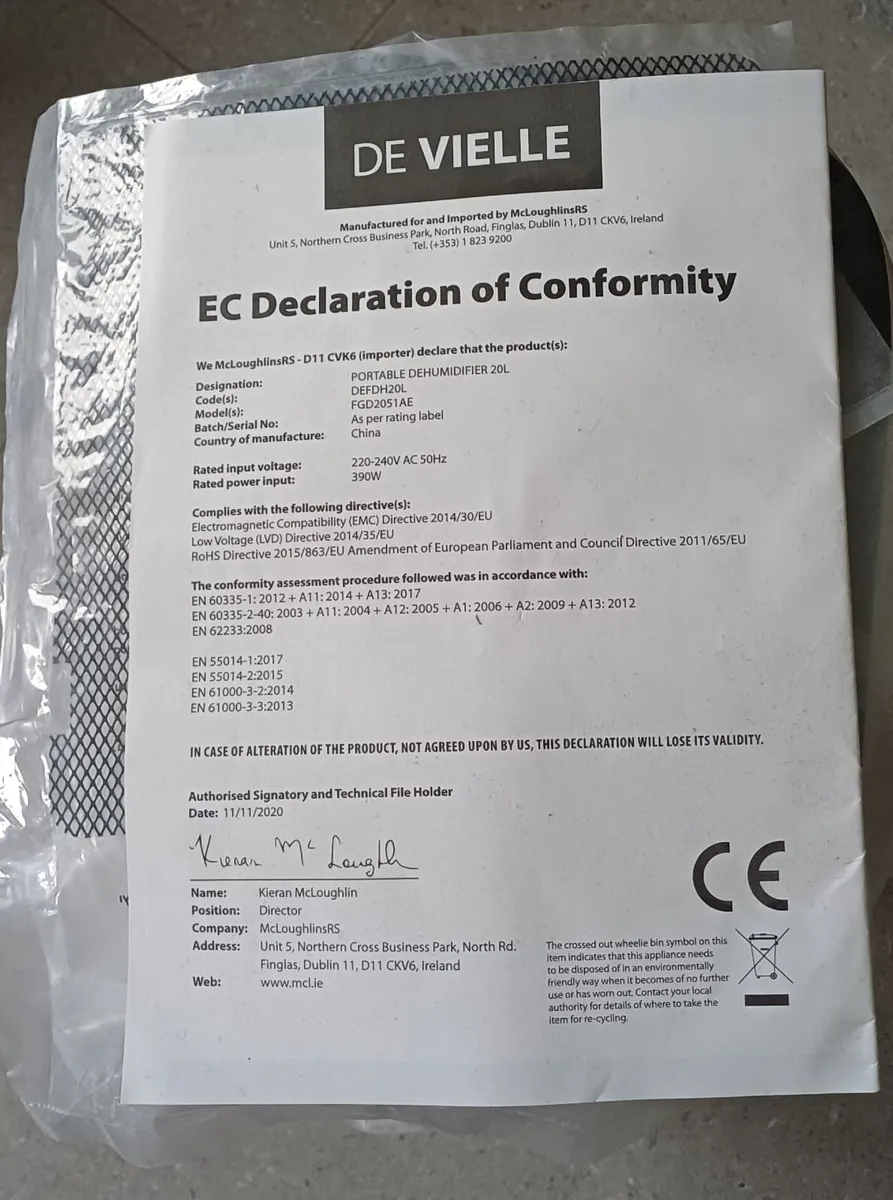 DE VIELLE
Manufactured for and Imported by McLoughlinsRS
Unit 5, Northern Cross Business Park, North Road, Finglas, Dublin 11, D11 CKV6, Ireland
Tel. (+353) 1 823 9200
EC Declaration of Conformity
We McLoughlinsRS - D11 CVK6 (importer) declare that the product(s):
Designation: PORTABLE DEHUMIDIFIER 20L
Code(s): DEFDH20L
Model(s): FGD2051AE
Batch/Serial No: As per rating label
Country of manufacture: China
Rated input voltage: 220-240V AC 50Hz
Rated power input: 390W
Complies with the following directive(s):
Electromagnetic Compatibility (EMC) Directive 2014/30/EU
Low Voltage (LVD) Directive 2014/35/EU
RoHS Directive 2015/863/EU Amendment of European Parliament and Council Directive 2011/65/EU
The conformity assessment procedure followed was in accordance with:
EN 60335-1: 2012 + A11: 2014 + A13: 2017
EN 60335-2-40: 2003 + A11: 2004 + A12: 2005 + A1: 2006 + A2: 2009 + A13: 2012
EN 62233:2008
EN 55014-1:2017
EN 55014-2:2015
EN 61000-3-2:2014
EN 61000-3-3:2013
IN CASE OF ALTERATION OF THE PRODUCT, NOT AGREED UPON BY US, THIS DECLARATION WILL LOSE ITS VALIDITY.
Authorised Signatory and Technical File Holder
Date: 11/11/2020
Kieran Mc Lough
Name: Kieran McLoughlin
Position: Director
Company: McLoughlinsRS
Address: Unit 5, Northern Cross Business Park, North Rd.
Finglas, Dublin 11, D11 CKV6, Ireland
Web: www.mcl.ie
CE
The crossed out wheelie bin symbol on this
item indicates that this appliance needs
to be disposed of in an environmentally
friendly way when it becomes of no further
use or has worn out. Contact your local
authority for details of where to take the
item for re-cycling.